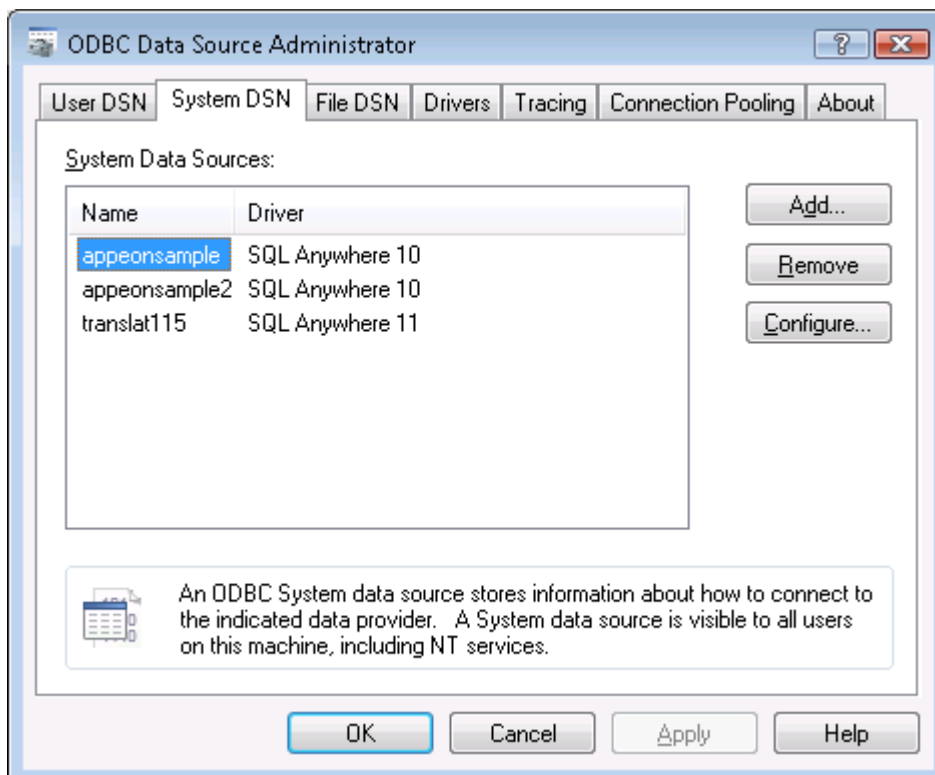 ODBC Data Source Administrator
User DSN System DSN File DSN Drivers Tracing Connection Pooling About
System Data Sources:
Name Driver
appeonsample SQL Anywhere 10
appeonsample2 SQL Anywhere 10
translat115 SQL Anywhere 11
Add...
Remove
Configure...
An ODBC System data source stores information about how to connect to
the indicated data provider. A System data source is visible to all users
on this machine, including NT services.
OK Cancel Apply Help